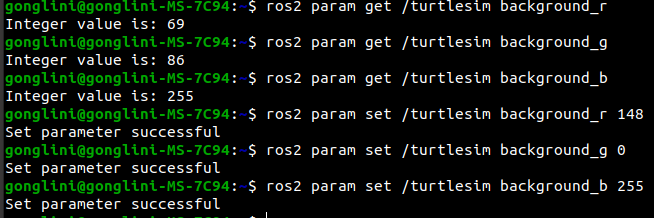 gonglini@gonglini-MS-7C94:~$ ros2 param get /turtlesim background_r
Integer value is: 69
gonglini@gonglini-MS-7C94:~$ ros2 param get /turtlesim background_g
Integer value is: 86
gonglini@gonglini-MS-7C94:~$ ros2 param get /turtlesim background_b
Integer value is: 255
gonglini@gonglini-MS-7C94:~$ ros2 param set /turtlesim background_r 148
Set parameter successful
gonglini@gonglini-MS-7C94:~$ ros2 param set /turtlesim background_g 0
Set parameter successful
gonglini@gonglini-MS-7C94:~$ ros2 param set /turtlesim background_b 255
Set parameter successful
gonglini@gonglini-MS-7C94:~$